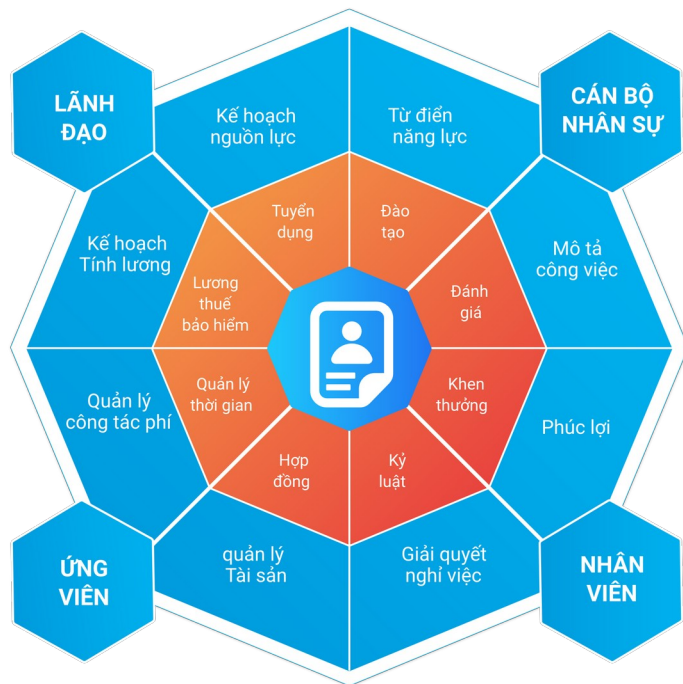 LÃNH
ĐẠO
Kế hoạch
nguồn lực
Từ điển
năng lực
CÁN BỘ
NHÂN SỰ
Tuyển
dụng
Đào
tạo
Kế hoạch
Tính lương
Mô tả
công việc
Lương
thuế
bảo hiểm
Đánh
giá
Quản lý
công tác phí
Quản lý
thời gian
Khen
thưởng
Phúc lợi
Hợp
đồng
Kỷ
luật
quản lý
Tài sản
Giải quyết
nghỉ việc
ỨNG
VIÊN
NHÂN
VIÊN